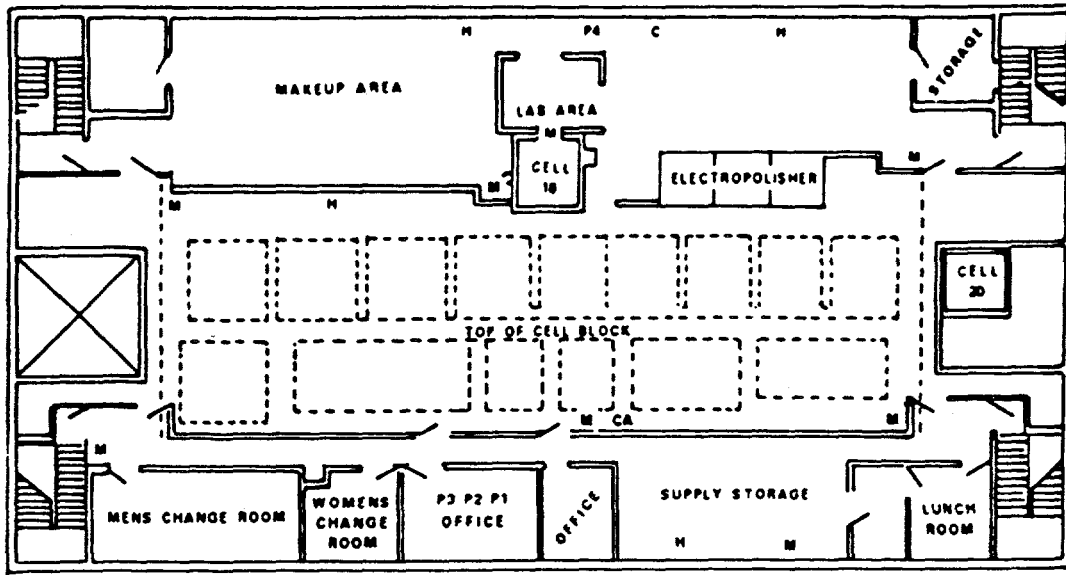 H P4 C H
STORAGE
MAKEUP AREA
LAB AREA
M
CELL
18
M
ELECTROPOLISHER
M
M
H
CELL
20
TOP OF CELL BLOCK
M CA M
M
MENS CHANGE ROOM
WOMENS
CHANGE
ROOM
P3 P2 P1
OFFICE
OFFICE
SUPPLY STORAGE
H M
LUNCH
ROOM